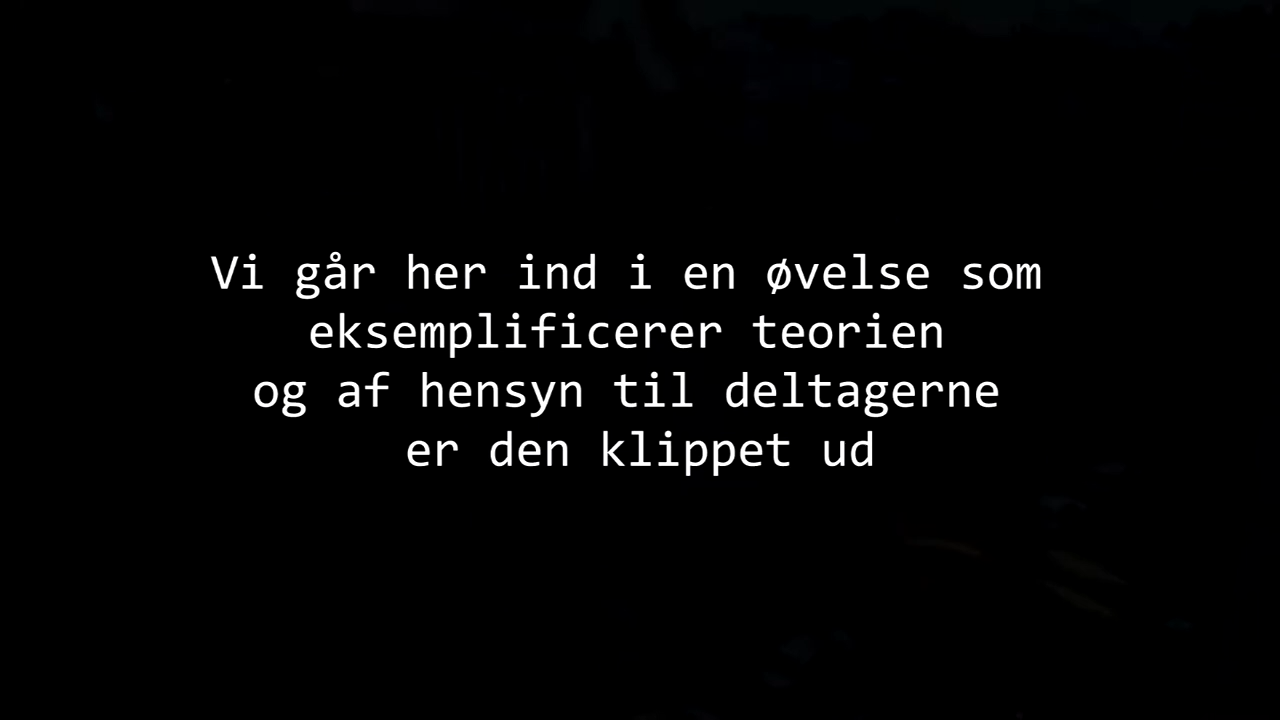 Vi går her ind i en øvelse som
eksemplificerer teorien
og af hensyn til deltagerne
er den klippet ud